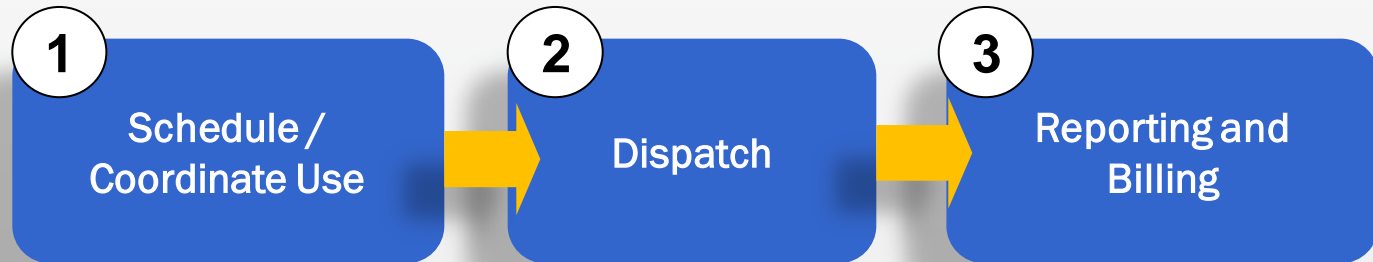 1
Schedule /
Coordinate Use
2
Dispatch
3
Reporting and
Billing